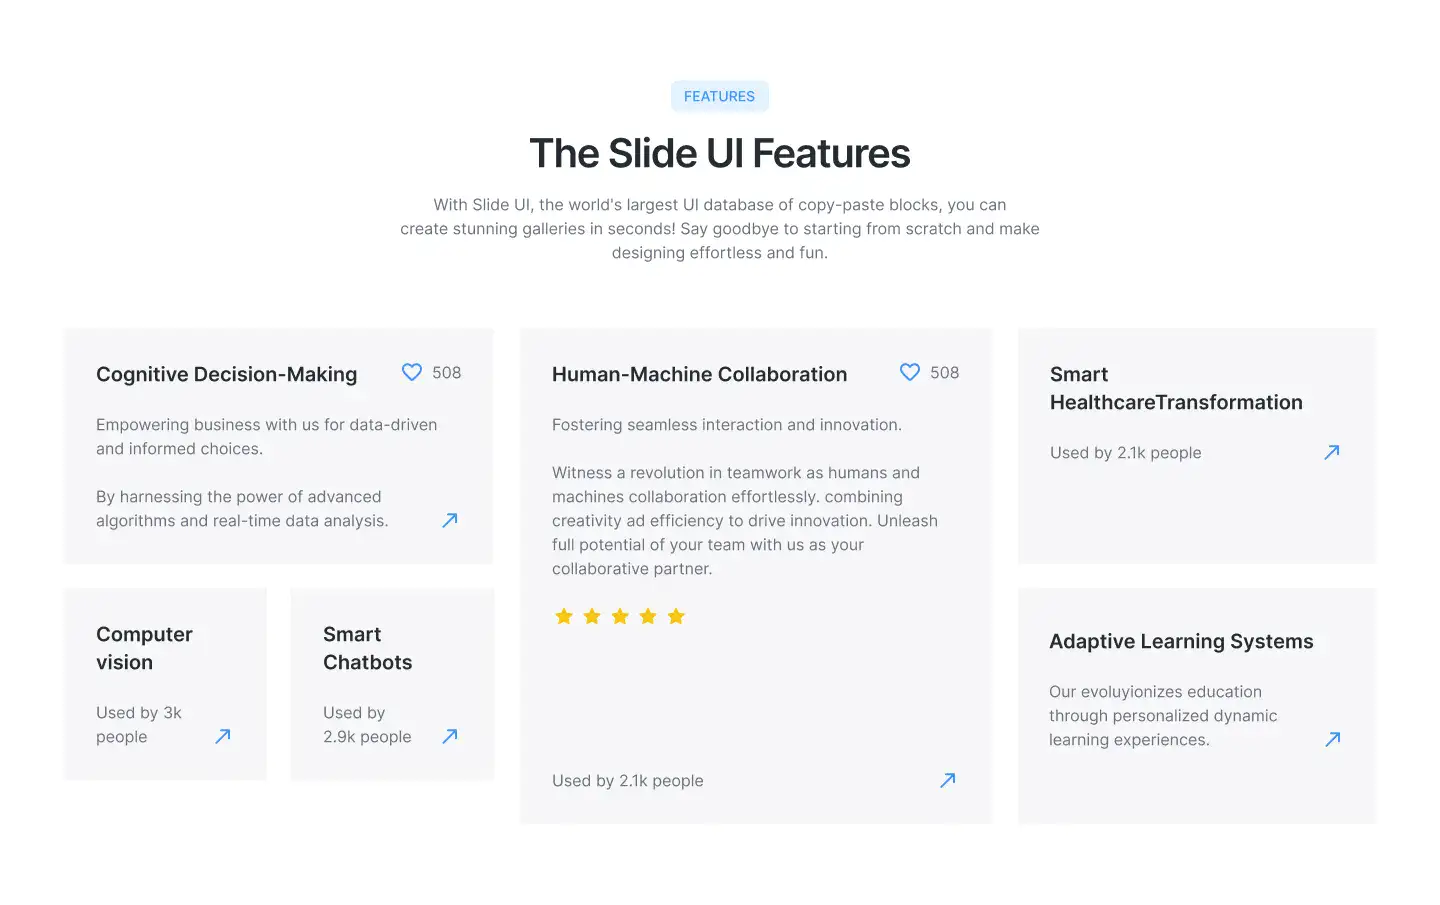 FEATURES
The Slide UI Features
With Slide UI, the world's largest UI database of copy-paste blocks, you can
create stunning galleries in seconds! Say goodbye to starting from scratch and make
designing effortless and fun.
Cognitive Decision-Making
508
Empowering business with us for data-driven
and informed choices.
By harnessing the power of advanced
algorithms and real-time data analysis.
Computer
vision
Used by 3k
people
Smart
Chatbots
Used by
2.9k people
Human-Machine Collaboration
508
Fostering seamless interaction and innovation.
Witness a revolution in teamwork as humans and
machines collaboration effortlessly. combining
creativity ad efficiency to drive innovation. Unleash
full potential of your team with us as your
collaborative partner.
Used by 2.1k people
Smart
HealthcareTransformation
Used by 2.1k people
Adaptive Learning Systems
Our evoluyionizes education
through personalized dynamic
learning experiences.